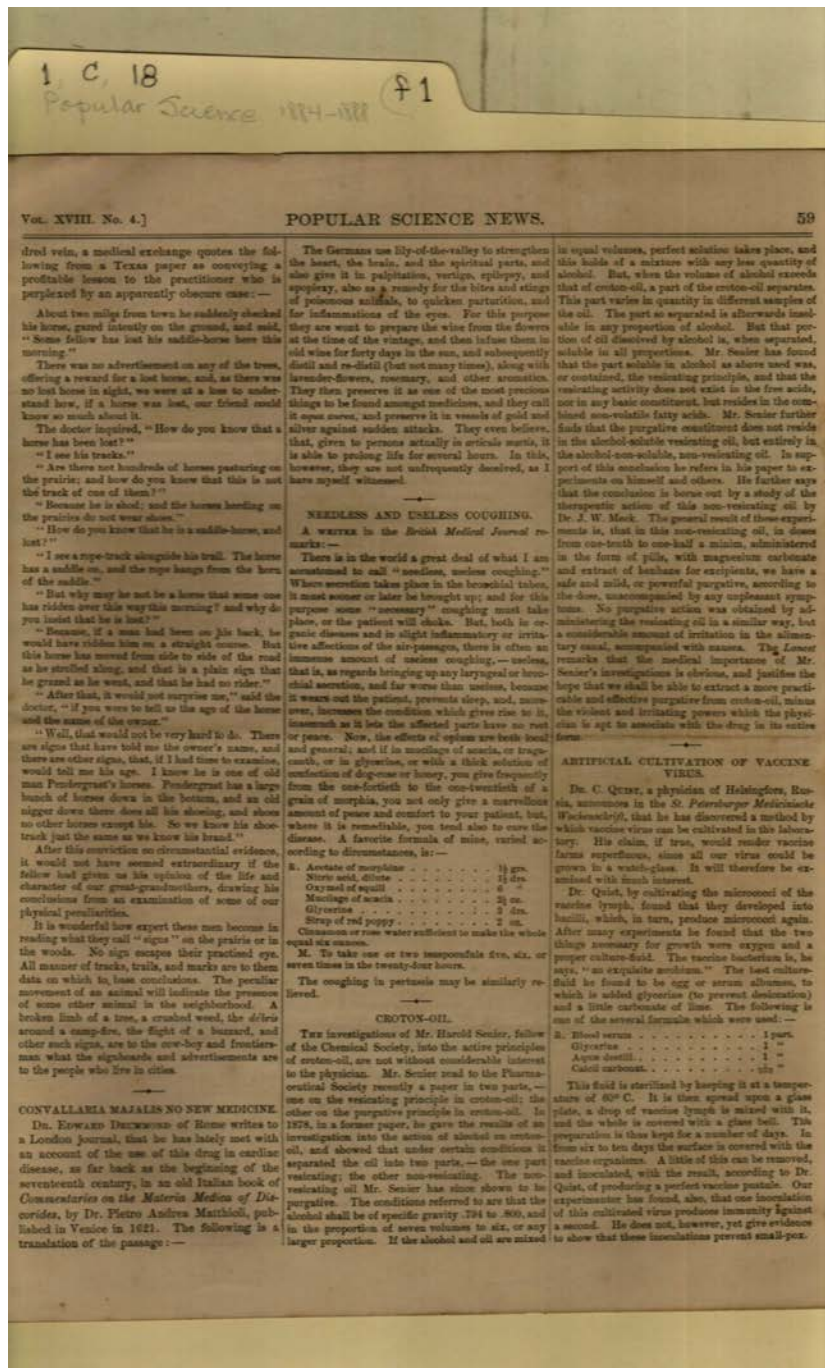 1, C, 18
f1
Popular Science 1884-1888
VOL. XVIII. No. 4.]
POPULAR SCIENCE NEWS.
59
dred vein, a medical exchange quotes the fol-
lowing from a Texas paper as conveying a
profitable lesson to the practitioner who is
perplexed by an apparently obscure case: —
About two miles from town he suddenly checked
his horse, gazed intently on the ground, and said,
"Some fellow has lost his saddle-horse here this
morning."
There was no advertisement on any of the trees,
offering a reward for a lost horse, and, as there was
no lost horse in sight, we were at a loss to under-
stand how, if a horse was lost, our friend could
know so much about it.
The doctor inquired, "How do you know that a
horse has been lost?"
"I see his tracks."
"Are there not hundreds of horses pasturing on
the prairie; and how do you know that this is not
the track of one of them?"
"Because he is shod; and the horses herding on
the prairies do not wear shoes."
"How do you know that he is a saddle-horse, and
lost?"
"I see a rope-track alongside his trail. The horse
has a saddle on, and the rope hangs from the horn
of the saddle."
"But why may he not be a horse that some one
has ridden over this way this morning? and why do
you insist that he is lost?"
"Because, if a man had been on his back, he
would have ridden him on a straight course. But
this horse has moved from side to side of the road
as he strolled along, and that is a plain sign that
he grazed as he went, and that he had no rider."
"After that, it would not surprise me," said the
doctor, "if you were to tell us the age of the horse
and the name of the owner."
"Well, that would not be very hard to do. There
are signs that have told me the owner's name, and
there are other signs, that, if I had time to examine,
would tell me his age. I know he is one of old
man Pendergrast's horses. Pendergrast has a large
bunch of horses down in the bottom, and an old
nigger down there does all his shoeing, and shoes
no other horses except his. So we know his shoe-
track just the same as we know his brand."
After this conviction on circumstantial evidence,
it would not have seemed extraordinary if the
fellow had given us his opinion of the life and
character of our great-grandmothers, drawing his
conclusions from an examination of some of our
physical peculiarities.
It is wonderful how expert these men become in
reading what they call "signs" on the prairie or in
the woods. No sign escapes their practised eye.
All manner of tracks, trails, and marks are to them
data on which to base conclusions. The peculiar
movement of an animal will indicate the presence
of some other animal in the neighborhood. A
broken limb of a tree, a crushed weed, the débris
around a camp-fire, the flight of a buzzard, and
other such signs, are to the cow-boy and frontiers-
man what the signboards and advertisements are
to the people who live in cities.
CONVALLARIA MAJALIS NO NEW MEDICINE.
DR. EDWARD DRUMMOND of Rome writes to
a London journal, that he has lately met with
an account of the use of this drug in cardiac
disease, as far back as the beginning of the
seventeenth century, in an old Italian book of
Commentaries on the Materia Medica of Dis-
corides, by Dr. Pietro Andrea Matthioli, pub-
lished in Venice in 1621. The following is a
translation of the passage: —
The Germans use lily-of-the-valley to strengthen
the heart, the brain, and the spiritual parts, and
also give it in palpitation, vertigo, epilepsy, and
apoplexy, also as a remedy for the bites and stings
of poisonous animals, to quicken parturition, and
for inflammations of the eyes. For this purpose
they are wont to prepare the wine from the flowers
at the time of the vintage, and then infuse them in
old wine for forty days in the sun, and subsequently
distil and re-distil (but not many times), along with
lavender-flowers, rosemary, and other aromatics.
They then preserve it as one of the most precious
things to be found amongst medicines, and they call
it aqua aurea, and preserve it in vessels of gold and
silver against sudden attacks. They even believe,
that, given to persons actually in articulo mortis, it
is able to prolong life for several hours. In this,
however, they are not unfrequently deceived, as I
have myself witnessed.
NEEDLESS AND USELESS COUGHING.
A WRITER in the British Medical Journal re-
marks: —
There is in the world a great deal of what I am
accustomed to call "needless, useless coughing."
Where secretion takes place in the bronchial tubes,
it must sooner or later be brought up; and for this
purpose some "necessary" coughing must take
place, or the patient will choke. But, both in or-
ganic diseases and in slight inflammatory or irrita-
tive affections of the air-passages, there is often an
immense amount of useless coughing, — useless,
that is, as regards bringing up any laryngeal or bron-
chial secretion, and far worse than useless, because
it wears out the patient, prevents sleep, and, more-
over, increases the condition which gives rise to it,
inasmuch as it lets the affected parts have no rest
or peace. Now, the effects of opium are both local
and general; and if in mucilage of acacia, or traga-
canth, or in glycerine, or with a thick solution of
confection of dog-rose or honey, you give frequently
from the one-fortieth to the one-twentieth of a
grain of morphia, you not only give a marvellous
amount of peace and comfort to your patient, but,
where it is remediable, you tend also to cure the
disease. A favorite formula of mine, varied ac-
cording to circumstances, is: —
R. Acetate of morphine . . . . . . . . 1½ grs.
Nitric acid, dilute . . . . . . . . 1½ drs.
Oxymel of squill . . . . . . . . 6 "
Mucilage of acacia . . . . . . . . 2½ oz.
Glycerine . . . . . . . . 3 drs.
Sirup of red poppy . . . . . . . . 2 oz.
Cinnamon or rose water sufficient to make the whole
equal six ounces.
M. To take one or two teaspoonfuls five, six, or
seven times in the twenty-four hours.
The coughing in pertussis may be similarly re-
lieved.
CROTON-OIL.
THE investigations of Mr. Harold Senier, fellow
of the Chemical Society, into the active principles
of croton-oil, are not without considerable interest
to the physician. Mr. Senier read to the Pharma-
ceutical Society recently a paper in two parts, —
one on the vesicating principle in croton-oil; the
other on the purgative principle in croton-oil. In
1878, in a former paper, he gave the results of an
investigation into the action of alcohol on croton-
oil, and showed that under certain conditions it
separated the oil into two parts, — the one part
vesicating; the other non-vesicating. The non-
vesicating oil Mr. Senier has since shown to be
purgative. The conditions referred to are that the
alcohol shall be of specific gravity .794 to .800, and
in the proportion of seven volumes to six, or any
larger proportion. If the alcohol and oil are mixed
in equal volumes, perfect solution takes place, and
this holds of a mixture with any less quantity of
alcohol. But, when the volume of alcohol exceeds
that of croton-oil, a part of the croton-oil separates.
This part varies in quantity in different samples of
the oil. The part so separated is afterwards insol-
uble in any proportion of alcohol. But that por-
tion of oil dissolved by alcohol is, when separated,
soluble in all proportions. Mr. Senier has found
that the part soluble in alcohol as above used was,
or contained, the vesicating principle, and that the
vesicating activity does not exist in the free acids,
nor in any basic constituent, but resides in the com-
bined non-volatile fatty acids. Mr. Senier further
finds that the purgative constituent does not reside
in the alcohol-soluble vesicating oil, but entirely in
the alcohol-non-soluble, non-vesicating oil. In sup-
port of this conclusion he refers in his paper to ex-
periments on himself and others. He further says
that the conclusion is borne out by a study of the
therapeutic action of this non-vesicating oil by
Dr. J. W. Meek. The general result of these experi-
ments is, that in this non-vesicating oil, in doses
from one-tenth to one-half a minim, administered
in the form of pills, with magnesium carbonate
and extract of henbane for excipients, we have a
safe and mild, or powerful purgative, according to
the dose, unaccompanied by any unpleasant symp-
toms. No purgative action was obtained by ad-
ministering the vesicating oil in a similar way, but
a considerable amount of irritation in the alimen-
tary canal, accompanied with nausea. The Lancet
remarks that the medical importance of Mr.
Senier's investigations is obvious, and justifies the
hope that we shall be able to extract a more practi-
cable and effective purgative from croton-oil, minus
the violent and irritating powers which the physi-
cian is apt to associate with the drug in its entire
form.
ARTIFICIAL CULTIVATION OF VACCINE
VIRUS.
DR. C. QUIST, a physician of Helsingfors, Rus-
sia, announces in the St. Petersburger Medicinische
Wochenschrift, that he has discovered a method by
which vaccine virus can be cultivated in the labora-
tory. His claim, if true, would render vaccine
farms superfluous, since all our virus could be
grown in a watch-glass. It will therefore be ex-
amined with much interest.
Dr. Quist, by cultivating the micrococci of the
vaccine lymph, found that they developed into
bacilli, which, in turn, produce micrococci again.
After many experiments he found that the two
things necessary for growth were oxygen and a
proper culture-fluid. The vaccine bacterium is, he
says, "an exquisite aerobium." The best culture-
fluid he found to be egg or serum albumen, to
which is added glycerine (to prevent desiccation)
and a little carbonate of lime. The following is
one of the several formulæ which were used: —
R. Blood serum . . . . . . . . 1 part.
Glycerine . . . . . . . . 1 "
Aqua destill. . . . . . . . . 1 "
Calcii carbonat. . . . . . . . "
This fluid is sterilized by keeping it at a temper-
ature of 60° C. It is then spread upon a glass
plate, a drop of vaccine lymph is mixed with it,
and the whole is covered with a glass bell. This
preparation is thus kept for a number of days. In
from six to ten days the surface is covered with the
vaccine organisms. A little of this can be removed,
and inoculated, with the result, according to Dr.
Quist, of producing a perfect vaccine pustule. Our
experimenter has found, also, that one inoculation
of this cultivated virus produces immunity against
a second. He does not, however, yet give evidence
to show that these inoculations prevent small-pox.